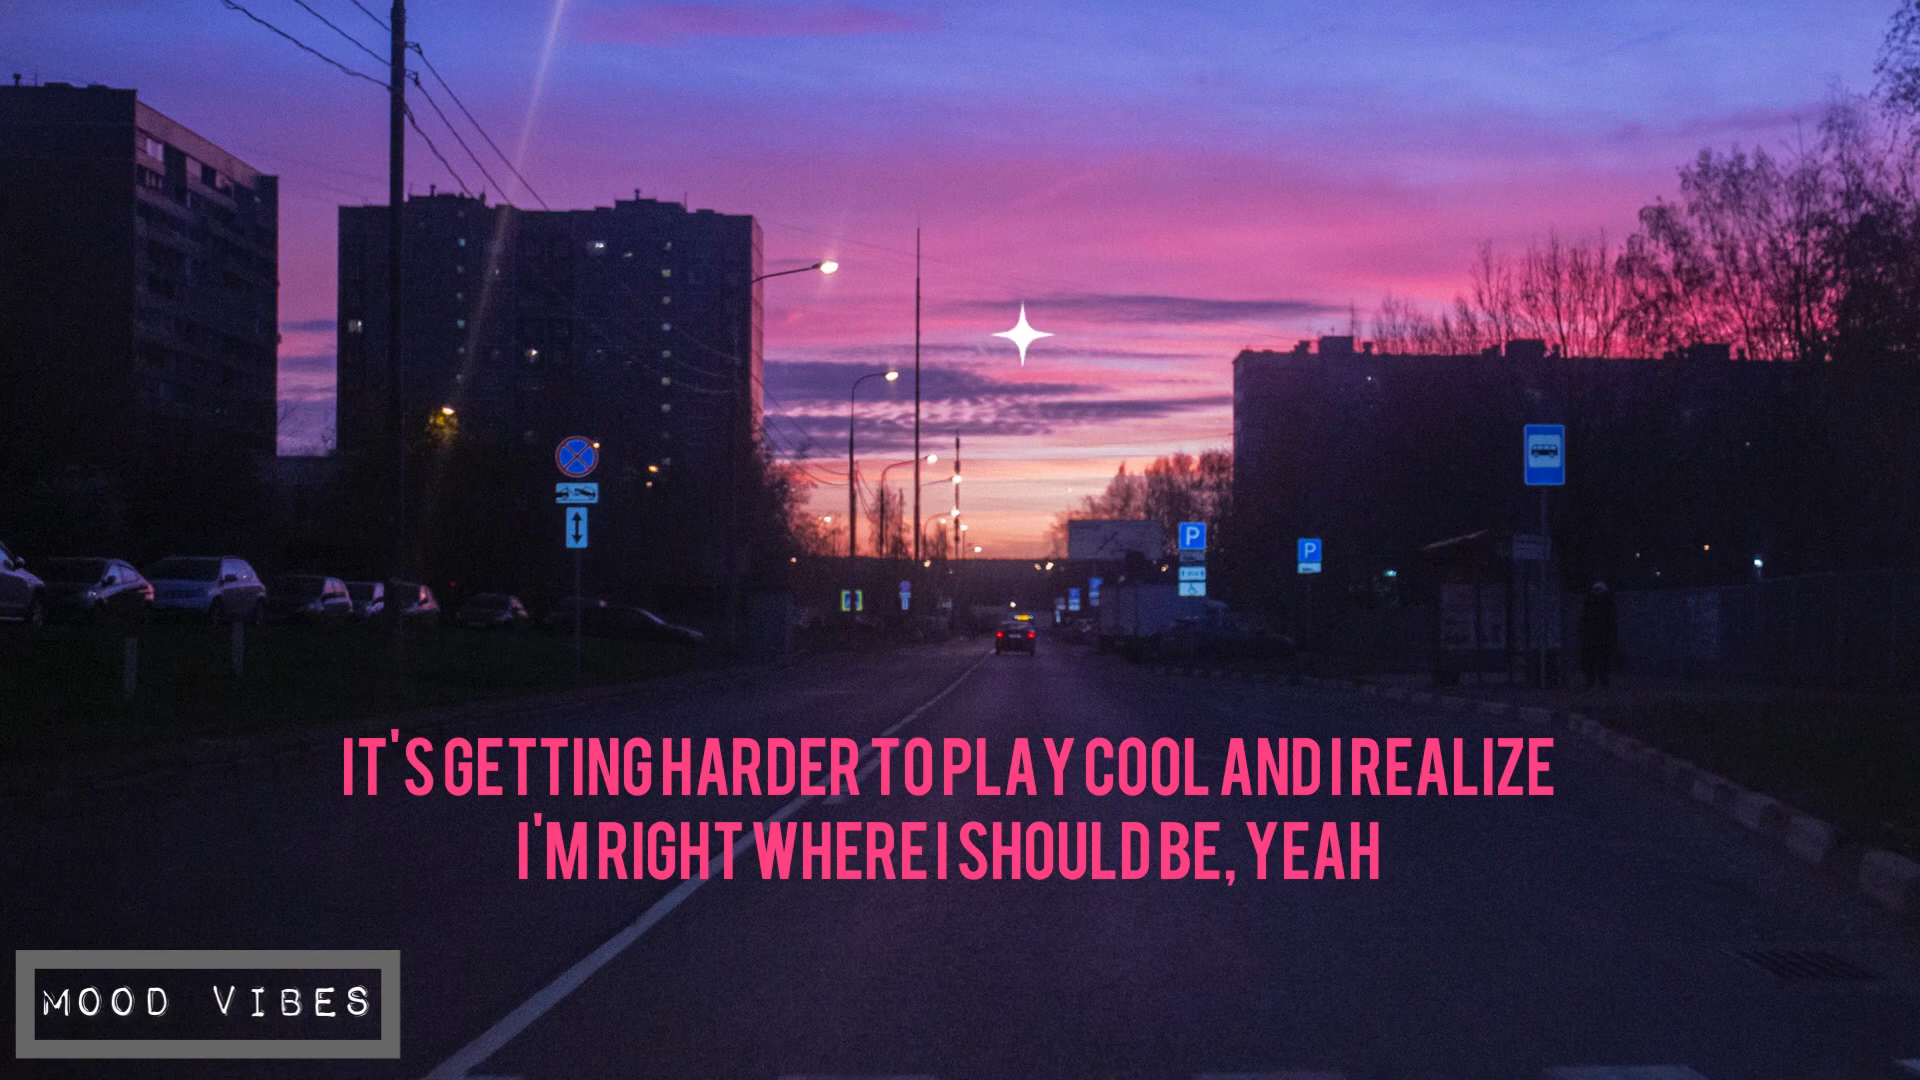 P
P
IT'S GETTING HARDER TO PLAY COOL AND I REALIZE
I'M RIGHT WHERE I SHOULD BE, YEAH
MOOD VIBES